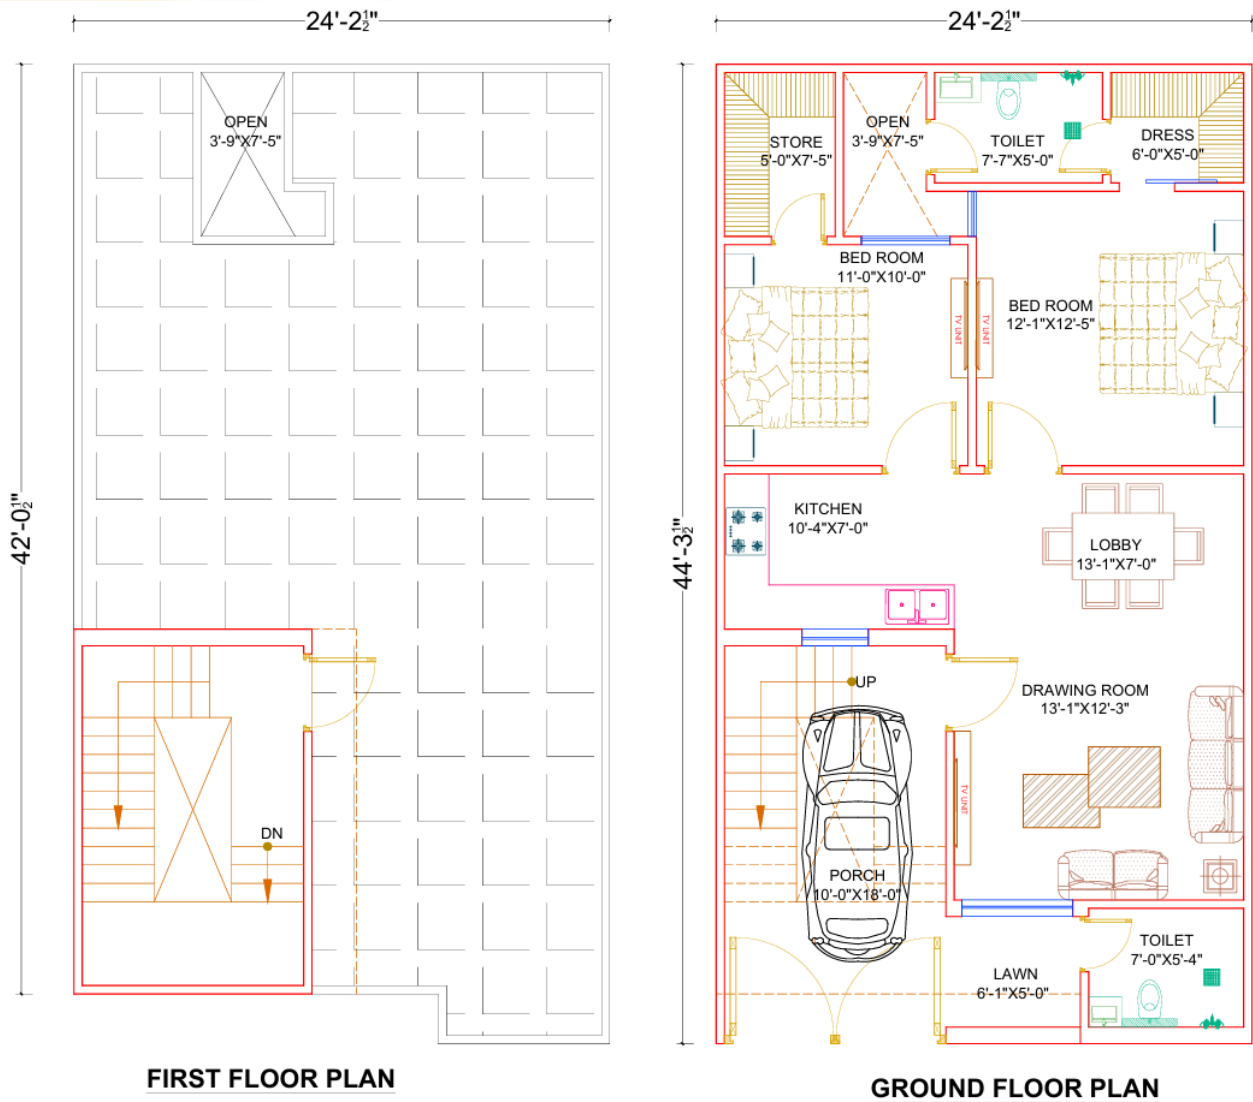 24'-2½"
42'-0½"
OPEN
3'-9"X7'-5"
DN
FIRST FLOOR PLAN
24'-2½"
44'-3½"
STORE
5'-0"X7'-5"
OPEN
3'-9"X7'-5"
TOILET
7'-7"X5'-0"
DRESS
6'-0"X5'-0"
BED ROOM
11'-0"X10'-0"
BED ROOM
12'-1"X12'-5"
TV UNIT
TV UNIT
KITCHEN
10'-4"X7'-0"
LOBBY
13'-1"X7'-0"
UP
DRAWING ROOM
13'-1"X12'-3"
TV UNIT
PORCH
10'-0"X18'-0"
LAWN
6'-1"X5'-0"
TOILET
7'-0"X5'-4"
GROUND FLOOR PLAN